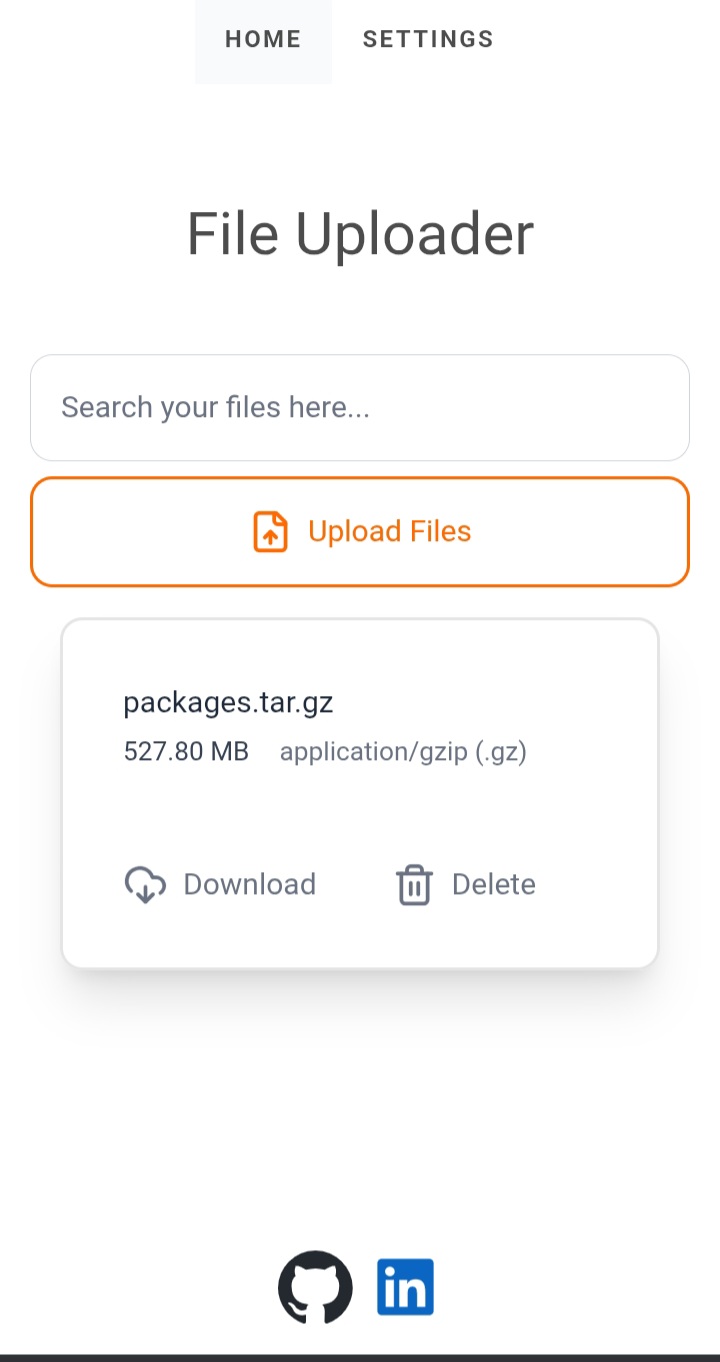 HOME SETTINGS
File Uploader
Search your files here...
Upload Files
packages.tar.gz
527.80 MB application/gzip (.gz)
Download Delete
in